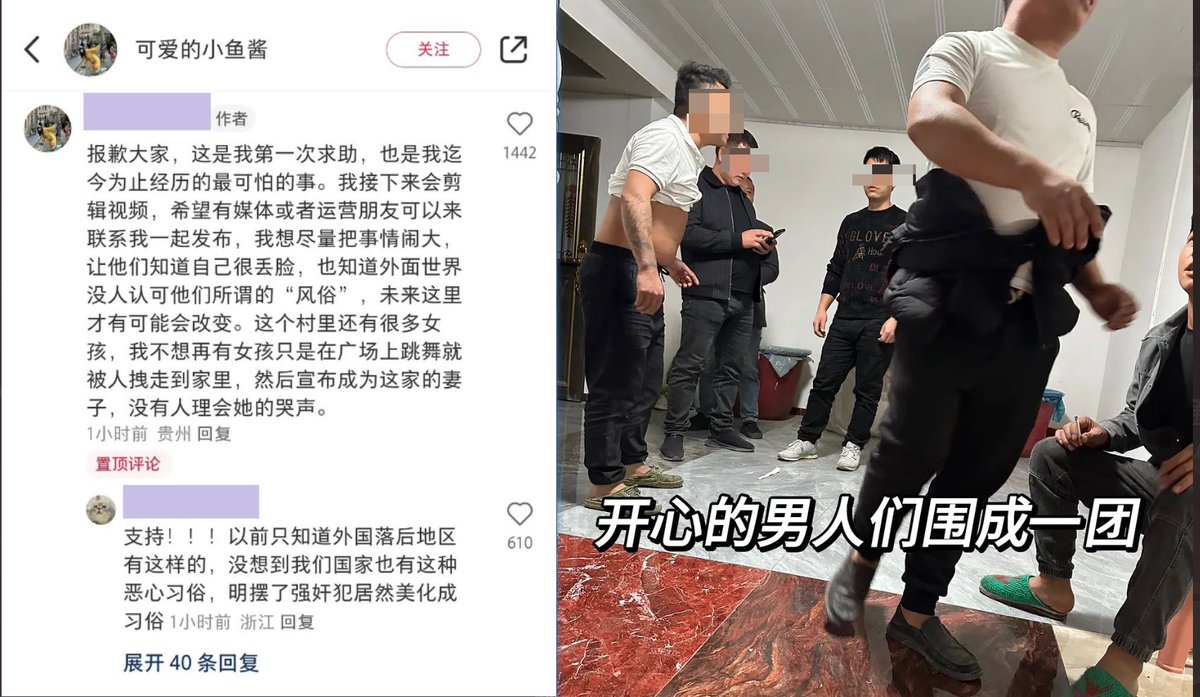 可爱的小鱼酱
关注
作者
报歉大家，这是我第一次求助，也是我迄
今为止经历的最可怕的事。我接下来会剪
辑视频，希望有媒体或者运营朋友可以来
联系我一起发布，我想尽量把事情闹大，
让他们知道自己很丢脸，也知道外面世界
没人认可他们所谓的“风俗”，未来这里
才有可能会改变。这个村里还有很多女
孩，我不想再有女孩只是在广场上跳舞就
被人拽走到家里，然后宣布成为这家的妻
子，没有人理会她的哭声。
1小时前 贵州 回复
置顶评论
1442
支持！！！以前只知道外国落后地区
有这样的，没想到我们国家也有这种
恶心习俗，明摆了强奸犯居然美化成
习俗 1小时前 浙江 回复
610
展开 40 条回复
GLOVE
开心的男人们围成一团